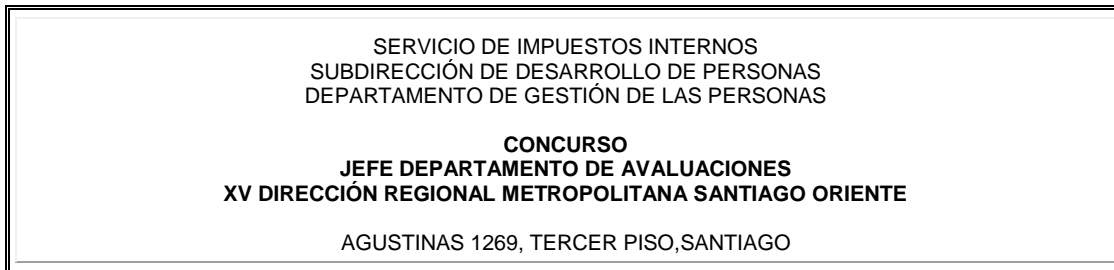 SERVICIO DE IMPUESTOS INTERNOS
SUBDIRECCIÓN DE DESARROLLO DE PERSONAS
DEPARTAMENTO DE GESTIÓN DE LAS PERSONAS
CONCURSO
JEFE DEPARTAMENTO DE AVALUACIONES
XV DIRECCIÓN REGIONAL METROPOLITANA SANTIAGO ORIENTE
AGUSTINAS 1269, TERCER PISO,SANTIAGO